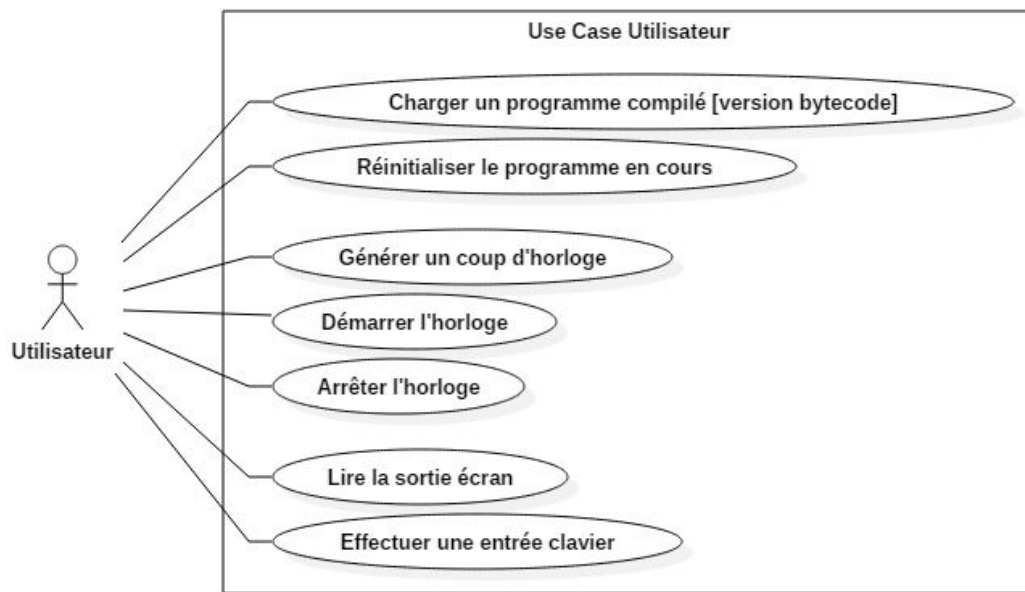 Use Case Utilisateur
Charger un programme compilé [version bytecode]
Réinitialiser le programme en cours
Générer un coup d'horloge
Démarrer l'horloge
Utilisateur
Arrêter l'horloge
Lire la sortie écran
Effectuer une entrée clavier